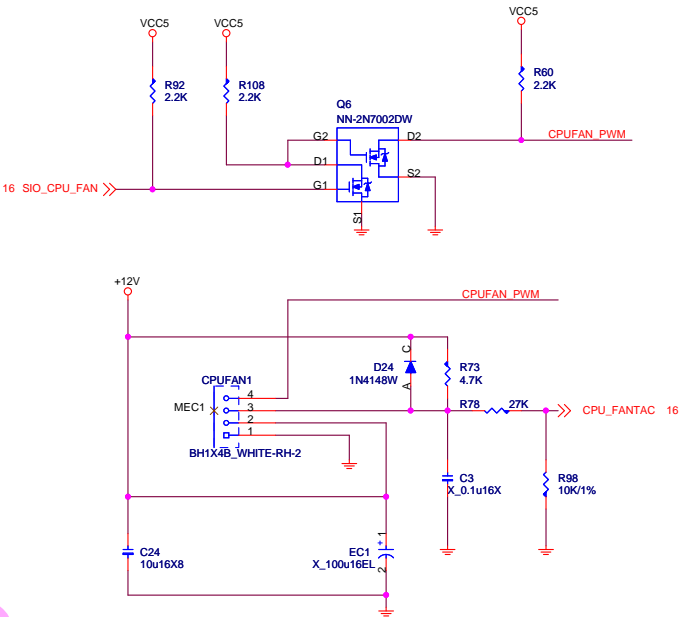 VCC5 VCC5 VCC5
R92 2.2K
R108 2.2K
R60 2.2K
Q6
NN-2N7002DW
G2 D2 CPUFAN_PWM
D1
S2
16 SIO_CPU_FAN G1
S1
+12V
CPUFAN_PWM
C
D24
1N4148W
A
R73
4.7K
CPUFAN1
MEC1
4
3
2
1
BH1X4B_WHITE-RH-2
R78 27K
CPU_FANTAC 16
C3
X_0.1u16X
R98
10K/1%
C24
10u16X8
1
+
EC1
X_100u16EL
2